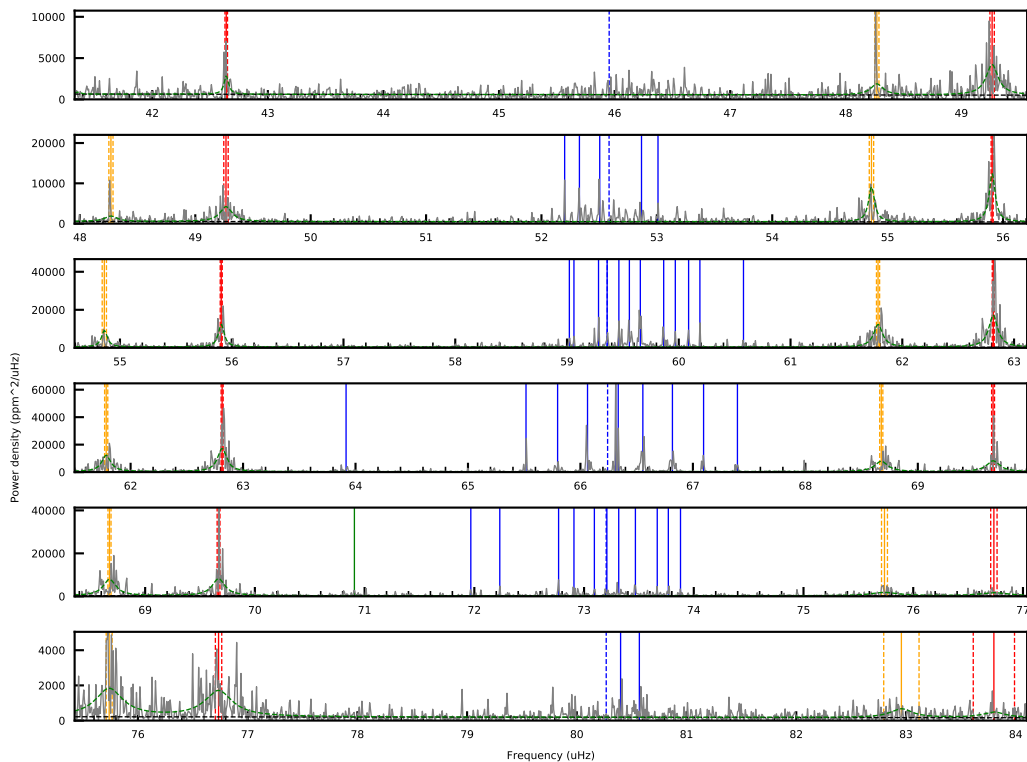 10000
5000
0
42 43 44 45 46 47 48 49
20000
10000
0
48 49 50 51 52 53 54 55 56
40000
20000
0
55 56 57 58 59 60 61 62 63
Power density (ppm^2/uHz)
60000
40000
20000
0
62 63 64 65 66 67 68 69
40000
20000
0
69 70 71 72 73 74 75 76 77
4000
2000
0
76 77 78 79 80 81 82 83 84
Frequency (uHz)